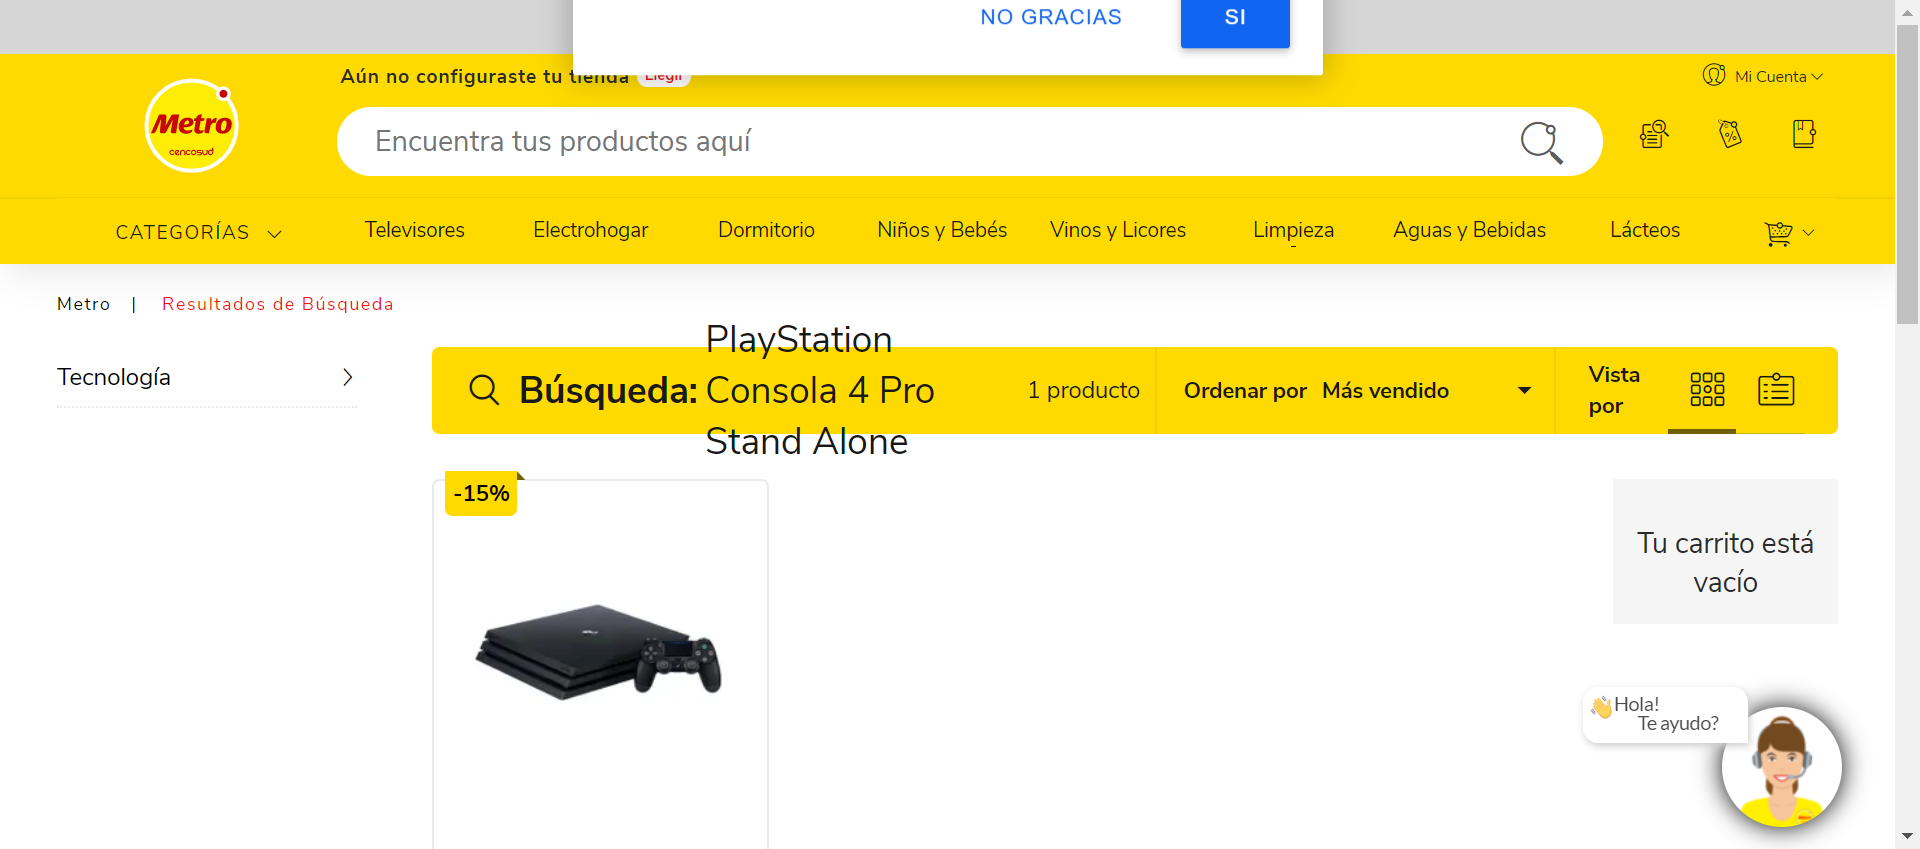 NO GRACIAS
SI
Aún no configuraste tu tienda
Elegir
Mi Cuenta
Metro
cencosud
Encuentra tus productos aquí
CATEGORÍAS
Televisores
Electrohogar
Dormitorio
Niños y Bebés
Vinos y Licores
Limpieza
Aguas y Bebidas
Lácteos
Metro | Resultados de Búsqueda
Tecnología
Búsqueda:
PlayStation
Consola 4 Pro
Stand Alone
1 producto
Ordenar por Más vendido
Vista
por
-15%
Tu carrito está
vacío
Hola!
Te ayudo?